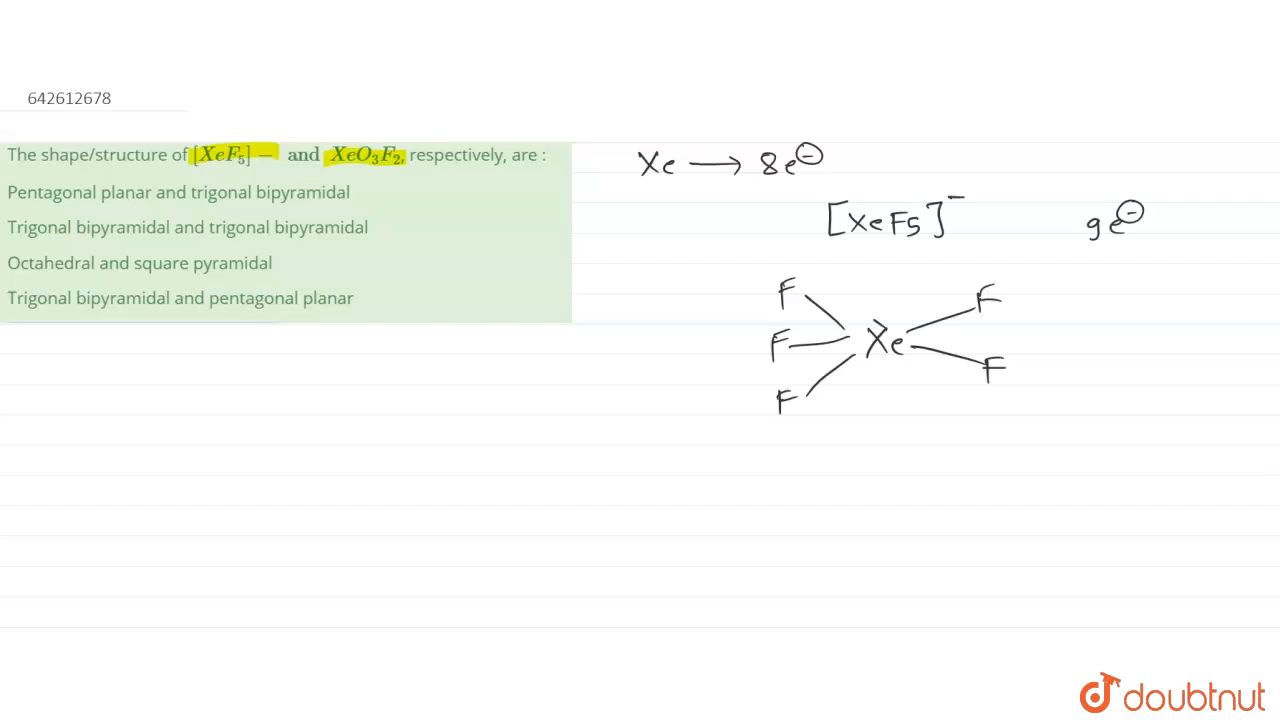 642612678
The shape/structure of [XeF₅]− and XeO₃F₂, respectively, are :
Pentagonal planar and trigonal bipyramidal
Trigonal bipyramidal and trigonal bipyramidal
Octahedral and square pyramidal
Trigonal bipyramidal and pentagonal planar
Xe ⟶ 8e⊖
[XeF5]⁻ 9e⊖
F F
F Xe
F F
doubtnut